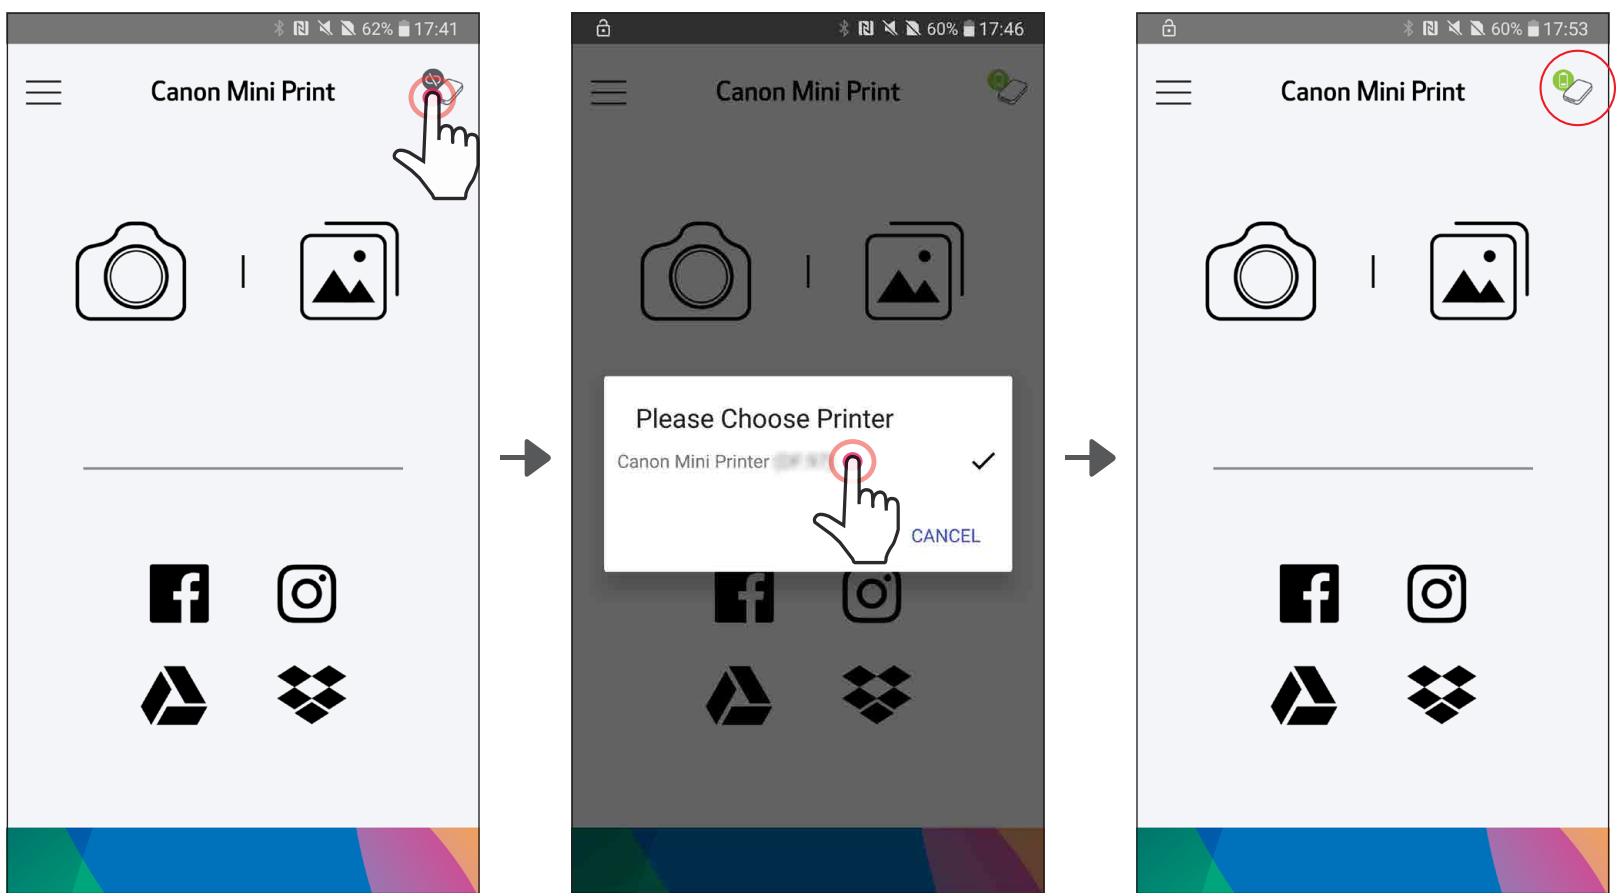 62% 17:41
Canon Mini Print
60% 17:46
Canon Mini Print
Please Choose Printer
Canon Mini Printer
CANCEL
60% 17:53
Canon Mini Print